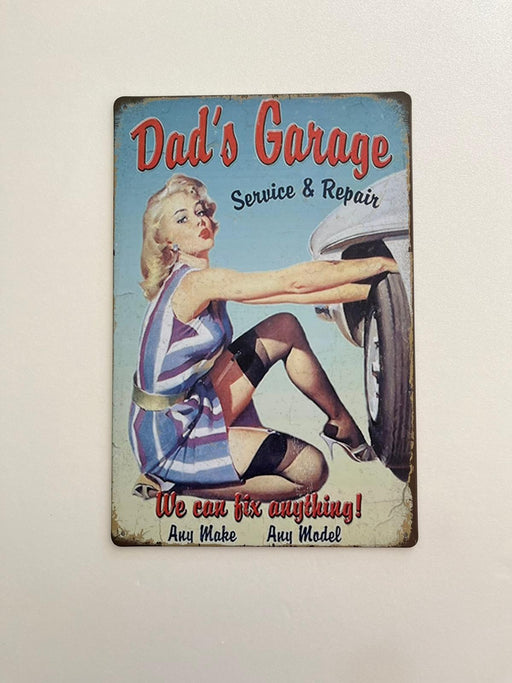 Dad's Garage
Service & Repair
We can fix anything!
Any Make Any Model